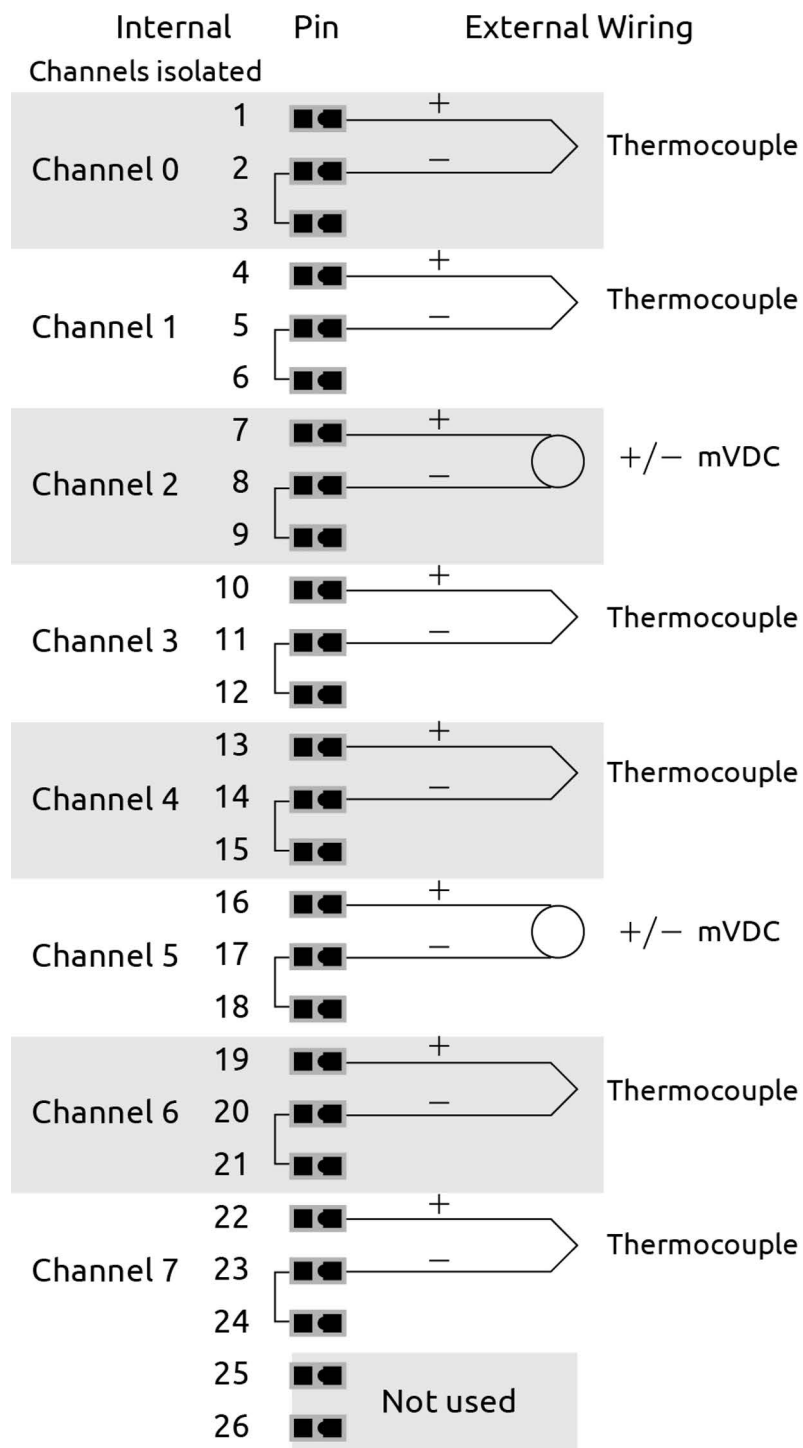 Internal Pin External Wiring
Channels isolated
1 +
Thermocouple
Channel 0 2 −
3
4 +
Thermocouple
Channel 1 5 −
6
7 +
+/− mVDC
Channel 2 8 −
9
10 +
Thermocouple
Channel 3 11 −
12
13 +
Thermocouple
Channel 4 14 −
15
16 +
+/− mVDC
Channel 5 17 −
18
19 +
Thermocouple
Channel 6 20 −
21
22 +
Thermocouple
Channel 7 23 −
24
25
Not used
26